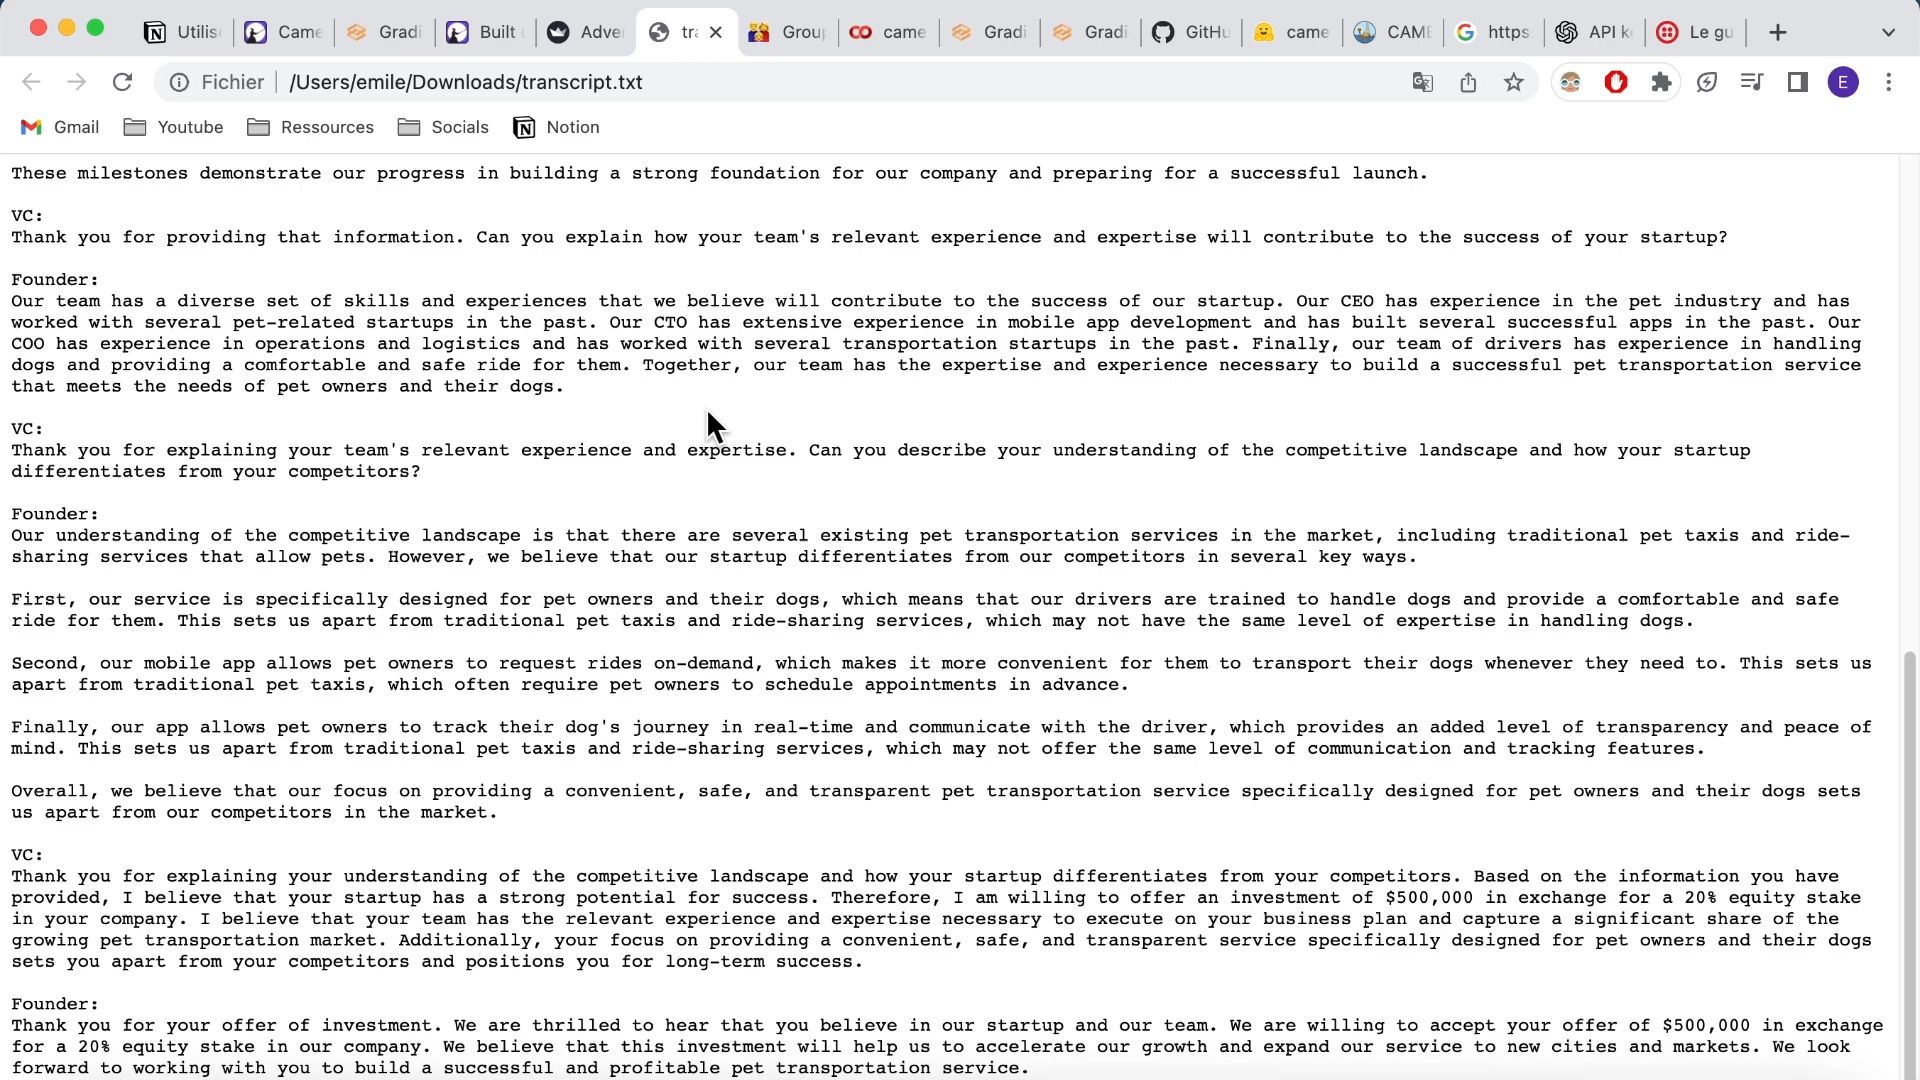 Utilis
Came
Gradi
Built
Adve
tra
Group
came
Gradi
Gradi
GitHu
came
CAME
https
API k
Le gu
Fichier
/Users/emile/Downloads/transcript.txt
E
Gmail
Youtube
Ressources
Socials
Notion
These milestones demonstrate our progress in building a strong foundation for our company and preparing for a successful launch.
VC:
Thank you for providing that information. Can you explain how your team's relevant experience and expertise will contribute to the success of your startup?
Founder:
Our team has a diverse set of skills and experiences that we believe will contribute to the success of our startup. Our CEO has experience in the pet industry and has
worked with several pet-related startups in the past. Our CTO has extensive experience in mobile app development and has built several successful apps in the past. Our
COO has experience in operations and logistics and has worked with several transportation startups in the past. Finally, our team of drivers has experience in handling
dogs and providing a comfortable and safe ride for them. Together, our team has the expertise and experience necessary to build a successful pet transportation service
that meets the needs of pet owners and their dogs.
VC:
Thank you for explaining your team's relevant experience and expertise. Can you describe your understanding of the competitive landscape and how your startup
differentiates from your competitors?
Founder:
Our understanding of the competitive landscape is that there are several existing pet transportation services in the market, including traditional pet taxis and ride-
sharing services that allow pets. However, we believe that our startup differentiates from our competitors in several key ways.
First, our service is specifically designed for pet owners and their dogs, which means that our drivers are trained to handle dogs and provide a comfortable and safe
ride for them. This sets us apart from traditional pet taxis and ride-sharing services, which may not have the same level of expertise in handling dogs.
Second, our mobile app allows pet owners to request rides on-demand, which makes it more convenient for them to transport their dogs whenever they need to. This sets us
apart from traditional pet taxis, which often require pet owners to schedule appointments in advance.
Finally, our app allows pet owners to track their dog's journey in real-time and communicate with the driver, which provides an added level of transparency and peace of
mind. This sets us apart from traditional pet taxis and ride-sharing services, which may not offer the same level of communication and tracking features.
Overall, we believe that our focus on providing a convenient, safe, and transparent pet transportation service specifically designed for pet owners and their dogs sets
us apart from our competitors in the market.
VC:
Thank you for explaining your understanding of the competitive landscape and how your startup differentiates from your competitors. Based on the information you have
provided, I believe that your startup has a strong potential for success. Therefore, I am willing to offer an investment of $500,000 in exchange for a 20% equity stake
in your company. I believe that your team has the relevant experience and expertise necessary to execute on your business plan and capture a significant share of the
growing pet transportation market. Additionally, your focus on providing a convenient, safe, and transparent service specifically designed for pet owners and their dogs
sets you apart from your competitors and positions you for long-term success.
Founder:
Thank you for your offer of investment. We are thrilled to hear that you believe in our startup and our team. We are willing to accept your offer of $500,000 in exchange
for a 20% equity stake in our company. We believe that this investment will help us to accelerate our growth and expand our service to new cities and markets. We look
forward to working with you to build a successful and profitable pet transportation service.